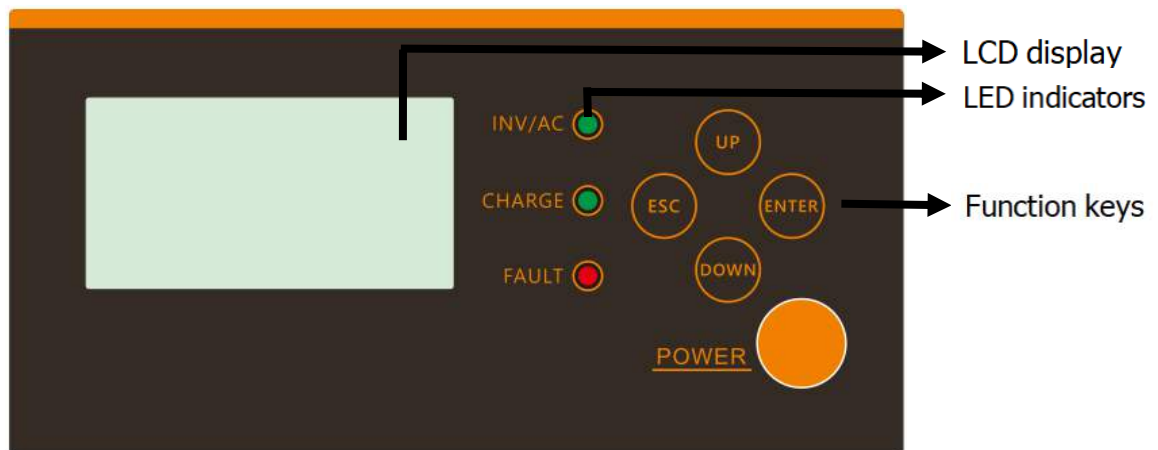 LCD display
LED indicators
INV/AC
UP
CHARGE
ESC
ENTER
Function keys
FAULT
DOWN
POWER